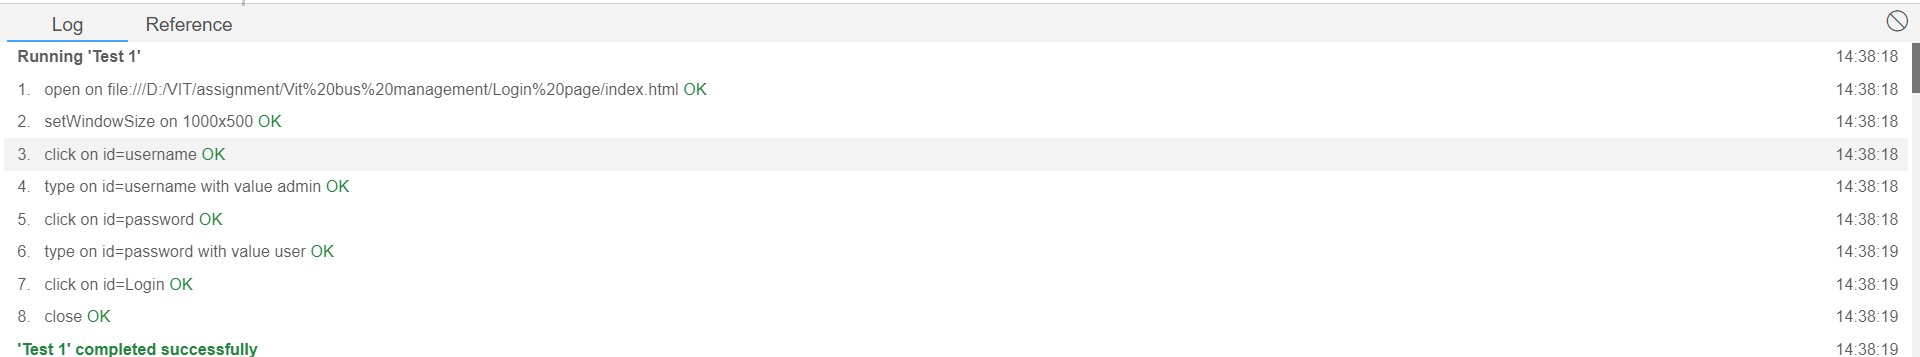 Log Reference
Running 'Test 1' 14:38:18
1. open on file:///D:/VIT/assignment/Vit%20bus%20management/Login%20page/index.html OK 14:38:18
2. setWindowSize on 1000x500 OK 14:38:18
3. click on id=username OK 14:38:18
4. type on id=username with value admin OK 14:38:18
5. click on id=password OK 14:38:18
6. type on id=password with value user OK 14:38:19
7. click on id=Login OK 14:38:19
8. close OK 14:38:19
'Test 1' completed successfully 14:38:19